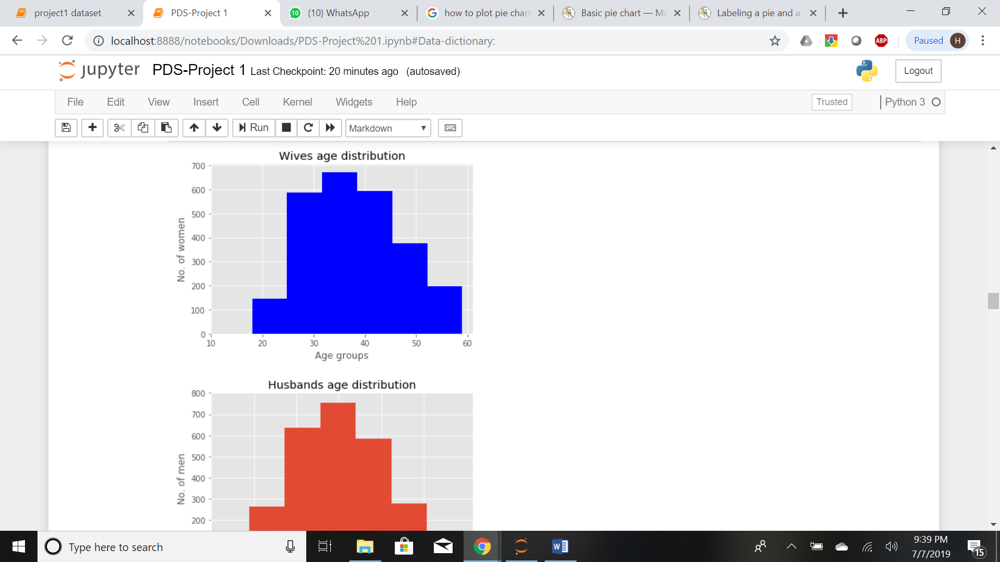 project1 dataset
PDS-Project 1
10
(10) WhatsApp
how to plot pie chart
Basic pie chart — Ma
Labeling a pie and a
localhost:8888/notebooks/Downloads/PDS-Project%201.ipynb#Data-dictionary:
ABP
Paused
H
jupyter
PDS-Project 1
Last Checkpoint: 20 minutes ago
(autosaved)
Logout
File
Edit
View
Insert
Cell
Kernel
Widgets
Help
Trusted
Python 3
Run
Markdown
Wives age distribution
700
600
500
400
300
200
100
0
No. of women
10
20
30
40
50
60
Age groups
Husbands age distribution
800
700
600
500
400
300
200
No. of men
Type here to search
W
9:39 PM
7/7/2019
15